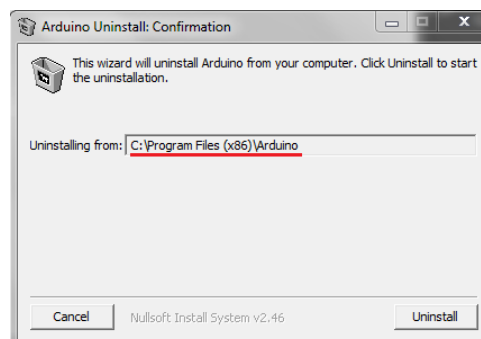 Arduino Uninstall: Confirmation
This wizard will uninstall Arduino from your computer. Click Uninstall to start
the uninstallation.
Uninstalling from: C:\Program Files (x86)\Arduino
Cancel Nullsoft Install System v2.46 Uninstall